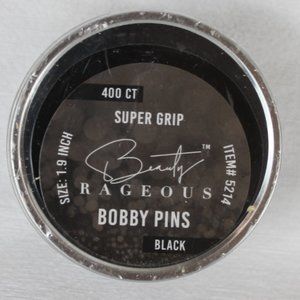 400 CT
SUPER GRIP
SIZE: 1.9 INCH
Beauty™
RAGEOUS
ITEM# 5214
BOBBY PINS
BLACK